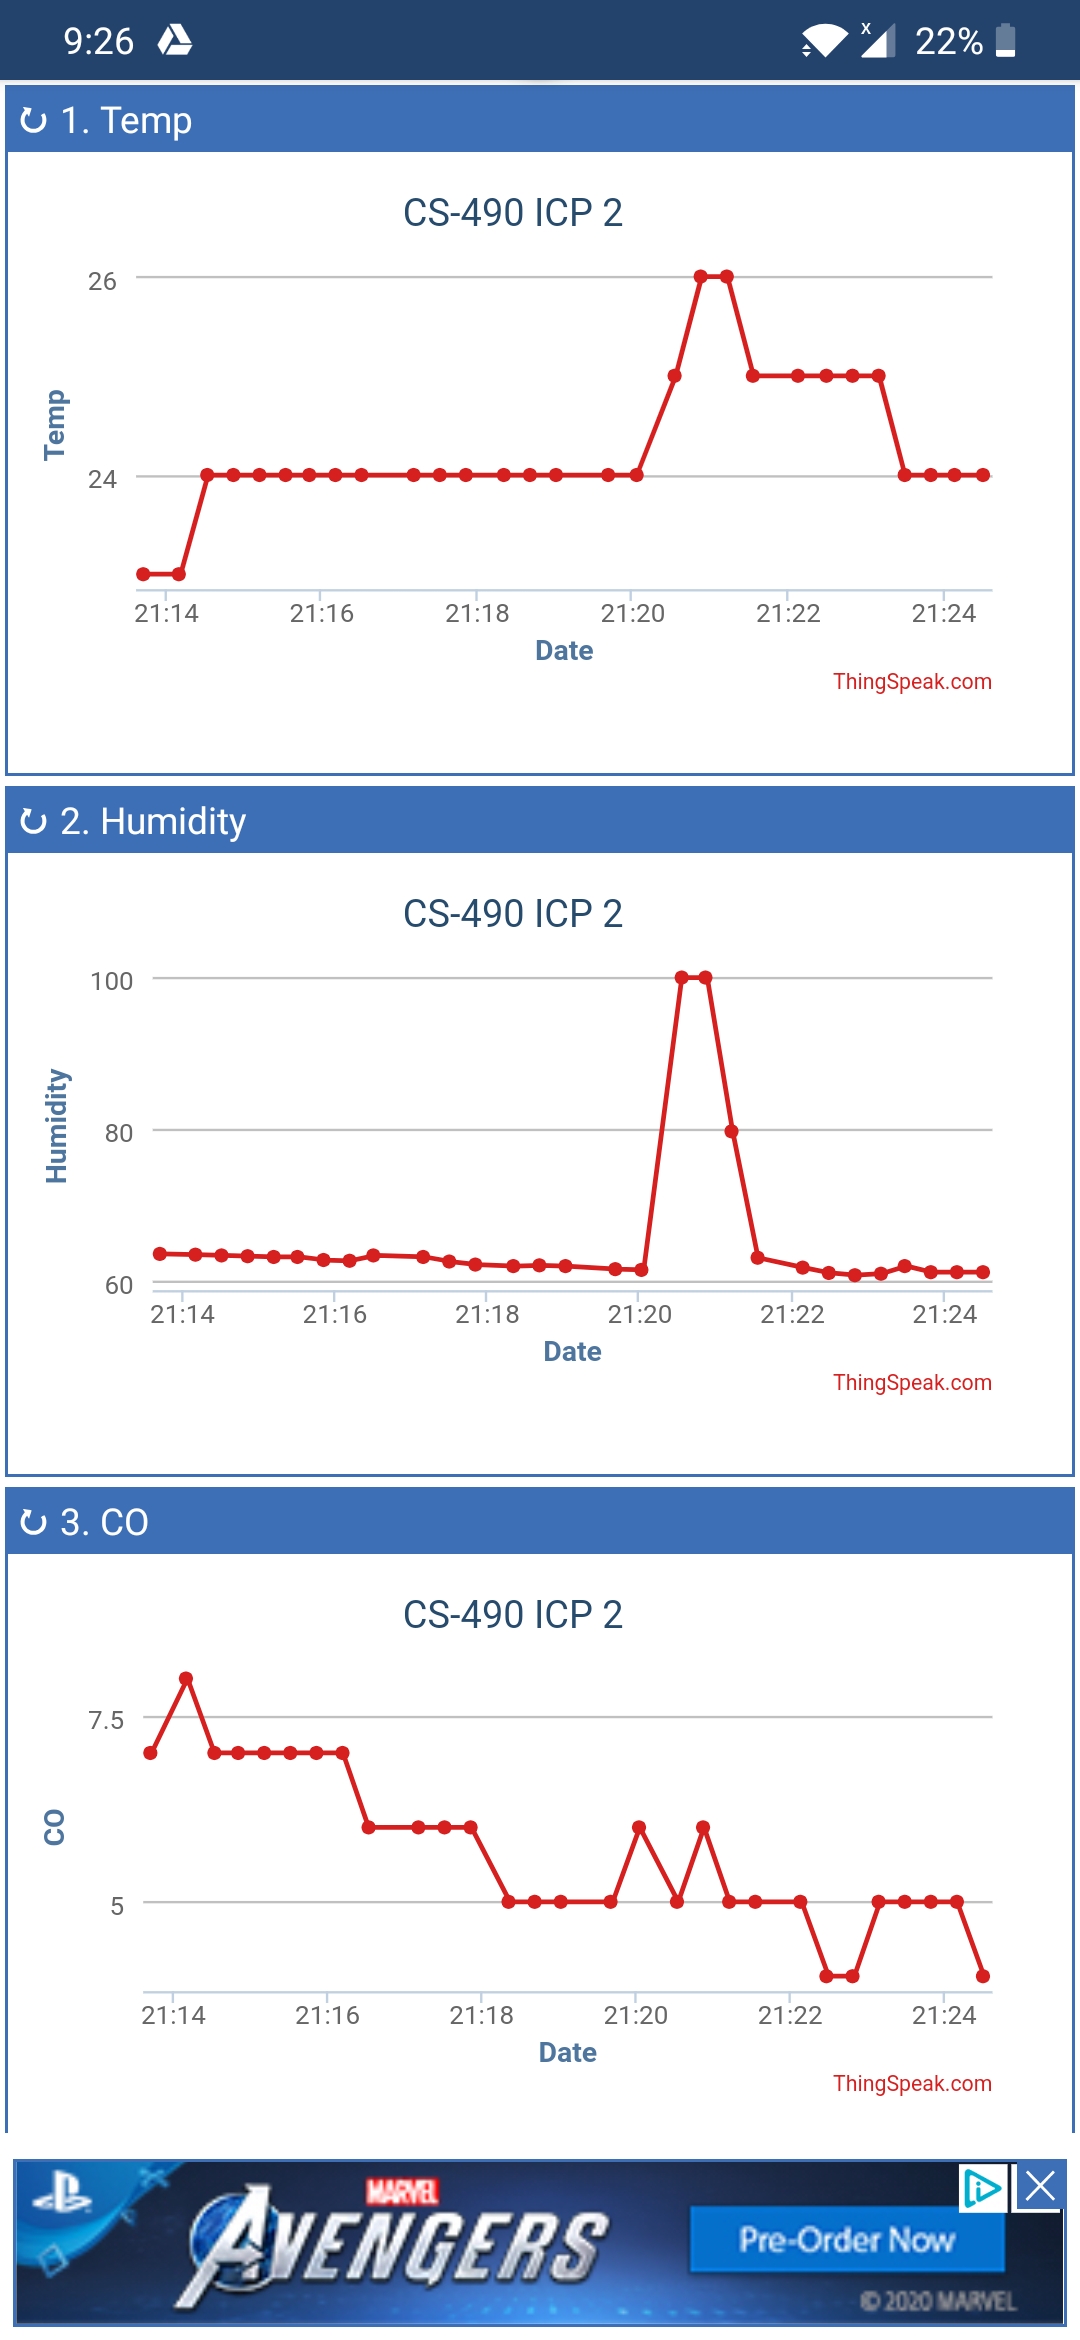 9:26 x 22%
1. Temp
CS-490 ICP 2
26
Temp
24
21:14 21:16 21:18 21:20 21:22 21:24
Date
ThingSpeak.com
2. Humidity
CS-490 ICP 2
100
Humidity
80
60
21:14 21:16 21:18 21:20 21:22 21:24
Date
ThingSpeak.com
3. CO
CS-490 ICP 2
7.5
CO
5
21:14 21:16 21:18 21:20 21:22 21:24
Date
ThingSpeak.com
MARVEL
AVENGERS
Pre-Order Now
© 2020 MARVEL